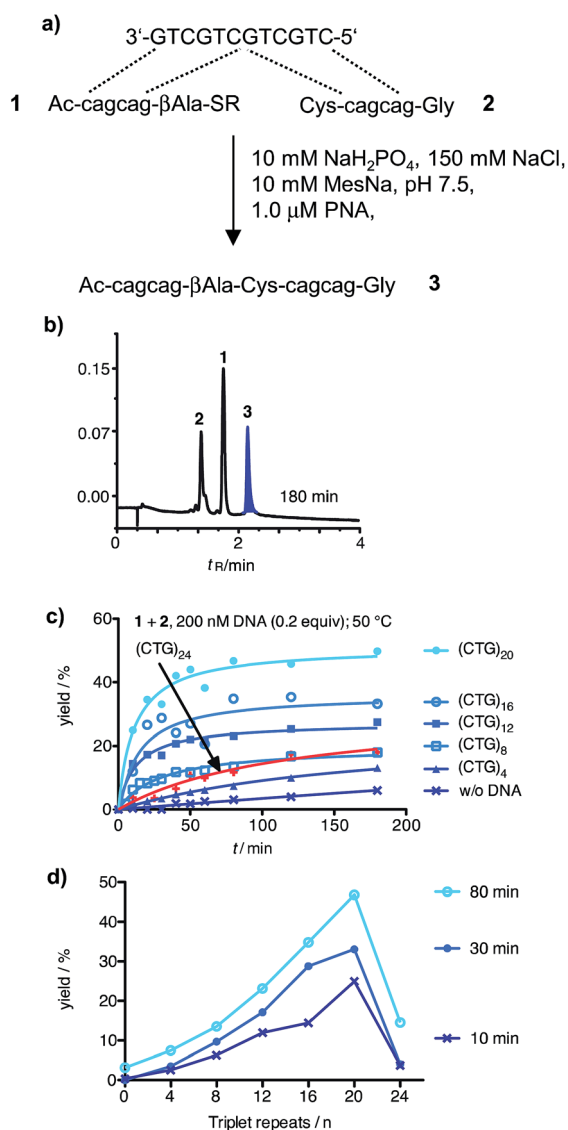 a)
3'-GTCGTCGTCGTC-5'
1 Ac-cagcag-βAla-SR Cys-cagcag-Gly 2
10 mM NaH₂PO₄, 150 mM NaCl,
10 mM MesNa, pH 7.5,
1.0 μM PNA,
Ac-cagcag-βAla-Cys-cagcag-Gly 3
b)
0.15
0.07
0.00
1
2
3
180 min
0 2 4
tR/min
c)
1 + 2, 200 nM DNA (0.2 equiv); 50 °C
(CTG)₂₄
yield / %
60
40
20
0
0 50 100 150 200
t / min
(CTG)₂₀
(CTG)₁₆
(CTG)₁₂
(CTG)₈
(CTG)₄
w/o DNA
d)
yield / %
50
40
30
20
10
0
0 4 8 12 16 20 24
Triplet repeats / n
80 min
30 min
10 min